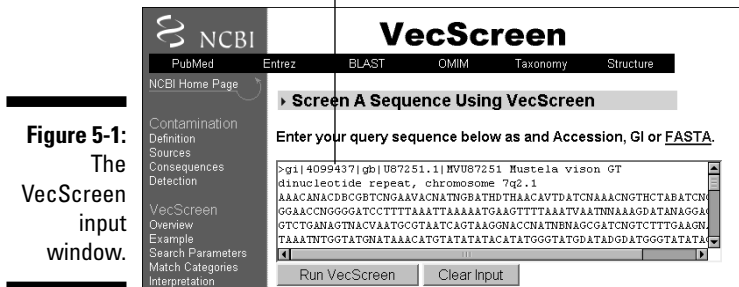 NCBI
VecScreen
PubMed Entrez BLAST OMIM Taxonomy Structure
NCBI Home Page
Contamination
Definition
Sources
Consequences
Detection
VecScreen
Overview
Example
Search Parameters
Match Categories
Interpretation
Screen A Sequence Using VecScreen
Enter your query sequence below as and Accession, GI or FASTA.
>gi|4099437|gb|U87251.1|MVU87251 Mustela vison GT
dinucleotide repeat, chromosome 7q2.1
AAACANACDBCGBTCNGAAVACNATNGBATHDTHAACAVTDATCNAAACNGTHCTABATCN
GGAACCNGGGGATCCTTTTAAATTAAAAATGAAGTTTTAAATVAATNNAAAGDATANGGAG
GTCTGANAGTNACVAATGCGTAATCAGTAAGGNACCNATNBNAGCGATCNGTCTTTGAAGN
TAAATNTGGTATGNATAAACATGTATATATACATATGGGTATGDATADGDATGGGTATATA
Run VecScreen Clear Input
Figure 5-1:
The
VecScreen
input
window.